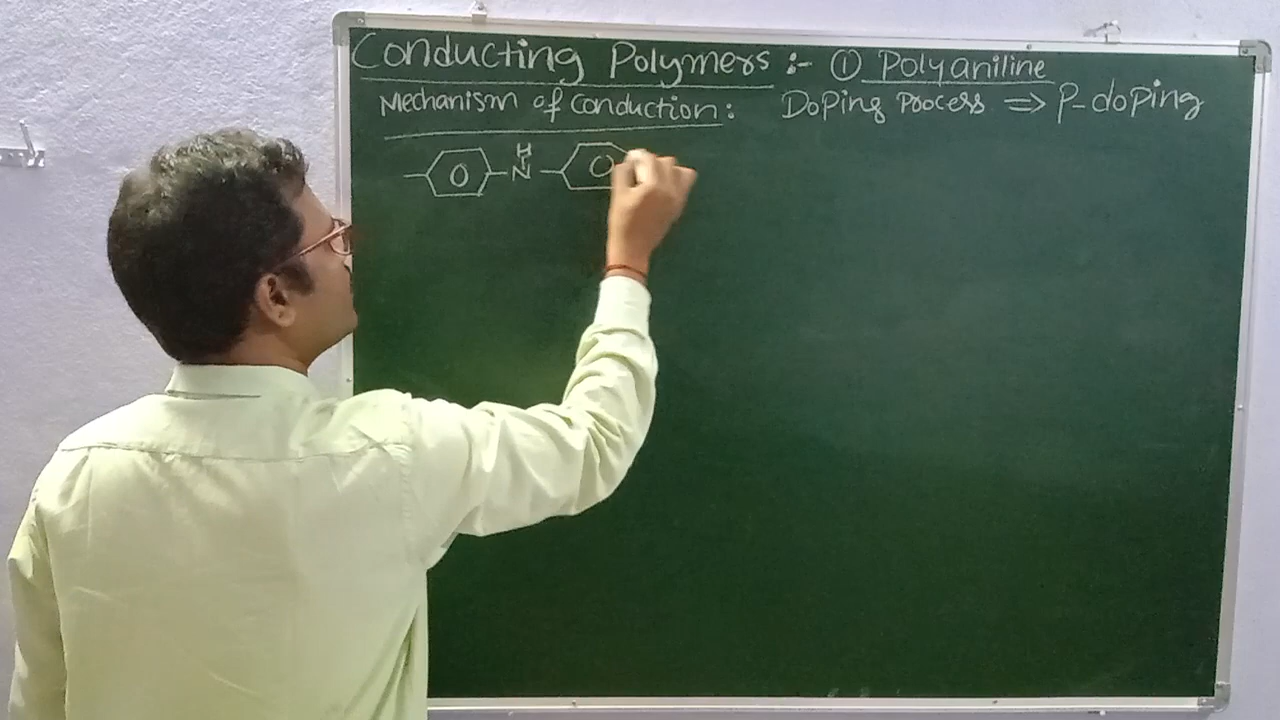 Conducting Polymers :- ① Polyaniline
Mechanism of Conduction: Doping Process ⇒ P-doping
H
O -N- O